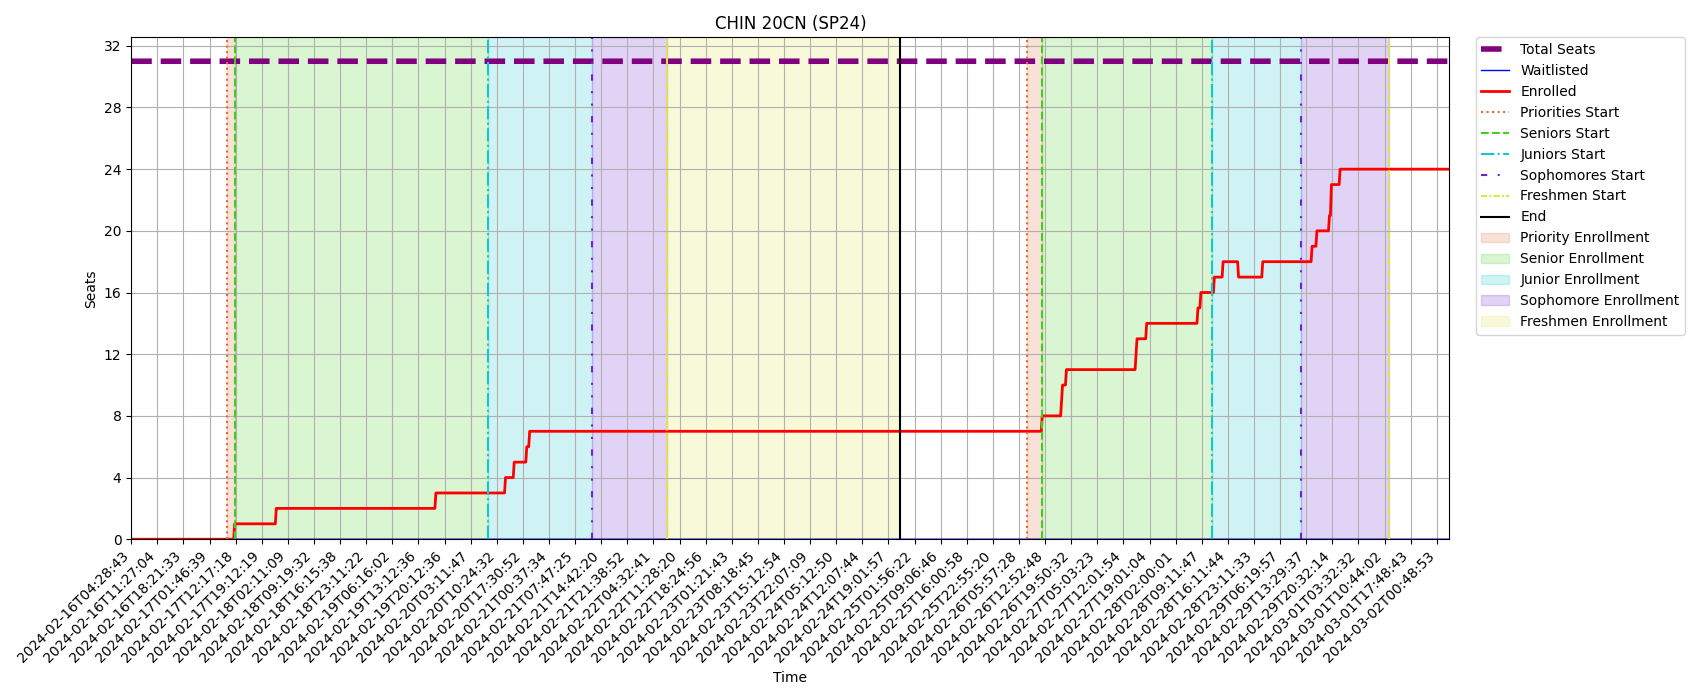 CHIN 20CN (SP24)
Seats
32
28
24
20
16
12
8
4
0
2024-02-16T04:28:43
2024-02-16T11:27:04
2024-02-16T18:21:33
2024-02-17T01:46:39
2024-02-17T12:17:18
2024-02-17T19:12:19
2024-02-18T02:11:09
2024-02-18T09:19:32
2024-02-18T16:15:38
2024-02-18T23:11:22
2024-02-19T06:16:02
2024-02-19T13:12:36
2024-02-19T20:12:36
2024-02-20T03:11:47
2024-02-20T10:24:32
2024-02-20T17:30:52
2024-02-21T00:37:34
2024-02-21T07:47:25
2024-02-21T14:42:20
2024-02-21T21:38:52
2024-02-22T04:32:41
2024-02-22T11:28:20
2024-02-22T18:24:56
2024-02-23T01:21:43
2024-02-23T08:18:45
2024-02-23T15:12:54
2024-02-23T22:07:09
2024-02-24T05:12:50
2024-02-24T12:07:44
2024-02-24T19:01:57
2024-02-25T01:56:22
2024-02-25T09:06:46
2024-02-25T16:00:58
2024-02-25T22:55:20
2024-02-26T05:57:28
2024-02-26T12:52:48
2024-02-26T19:50:32
2024-02-27T05:03:23
2024-02-27T12:01:54
2024-02-27T19:01:04
2024-02-28T02:00:01
2024-02-28T09:11:47
2024-02-28T16:11:44
2024-02-28T23:11:33
2024-02-29T06:19:57
2024-02-29T13:29:37
2024-02-29T20:32:14
2024-03-01T03:32:32
2024-03-01T10:44:02
2024-03-01T17:48:43
2024-03-02T00:48:53
Time
Total Seats
Waitlisted
Enrolled
Priorities Start
Seniors Start
Juniors Start
Sophomores Start
Freshmen Start
End
Priority Enrollment
Senior Enrollment
Junior Enrollment
Sophomore Enrollment
Freshmen Enrollment